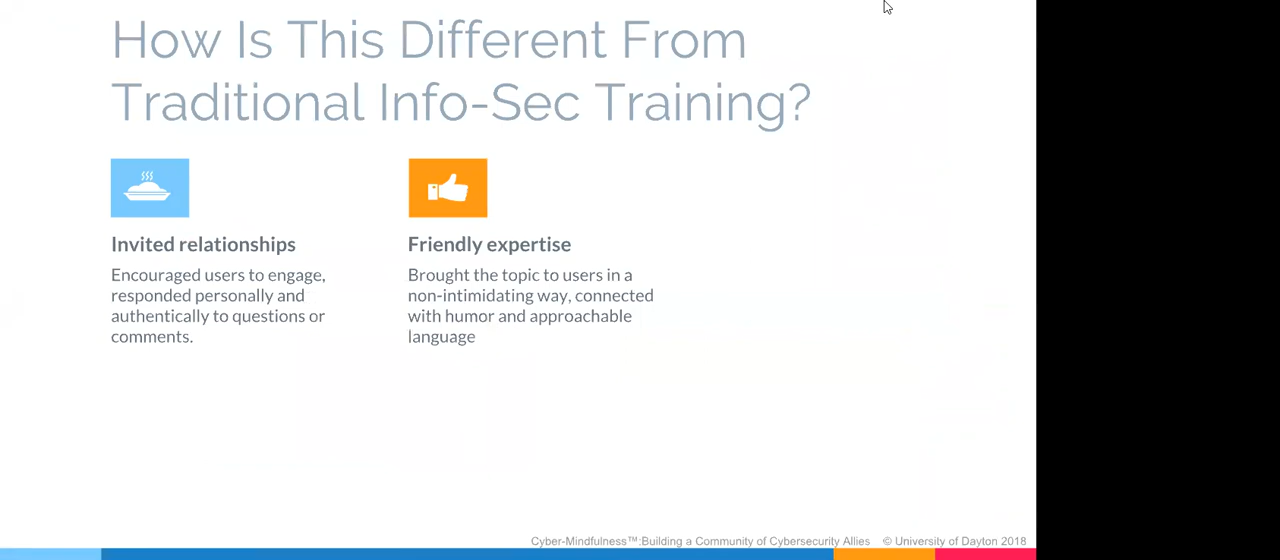 How Is This Different From
Traditional Info-Sec Training?
Invited relationships
Encouraged users to engage,
responded personally and
authentically to questions or
comments.
Friendly expertise
Brought the topic to users in a
non-intimidating way, connected
with humor and approachable
language
Cyber-Mindfulness™:Building a Community of Cybersecurity Allies © University of Dayton 2018